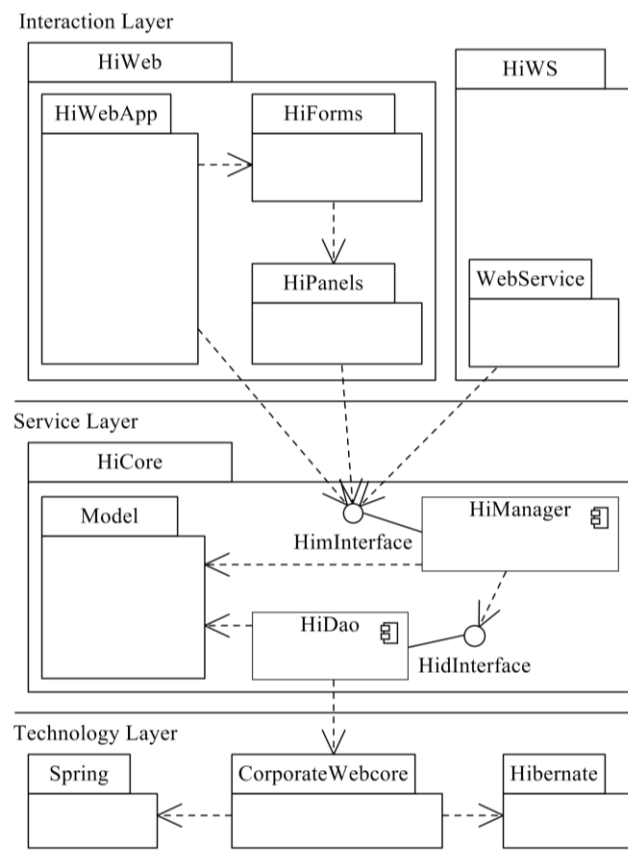 Interaction Layer
HiWeb
HiWS
HiWebApp
HiForms
HiPanels
WebService
Service Layer
HiCore
Model
HiManager
HimInterface
HiDao
HidInterface
Technology Layer
Spring
CorporateWebcore
Hibernate